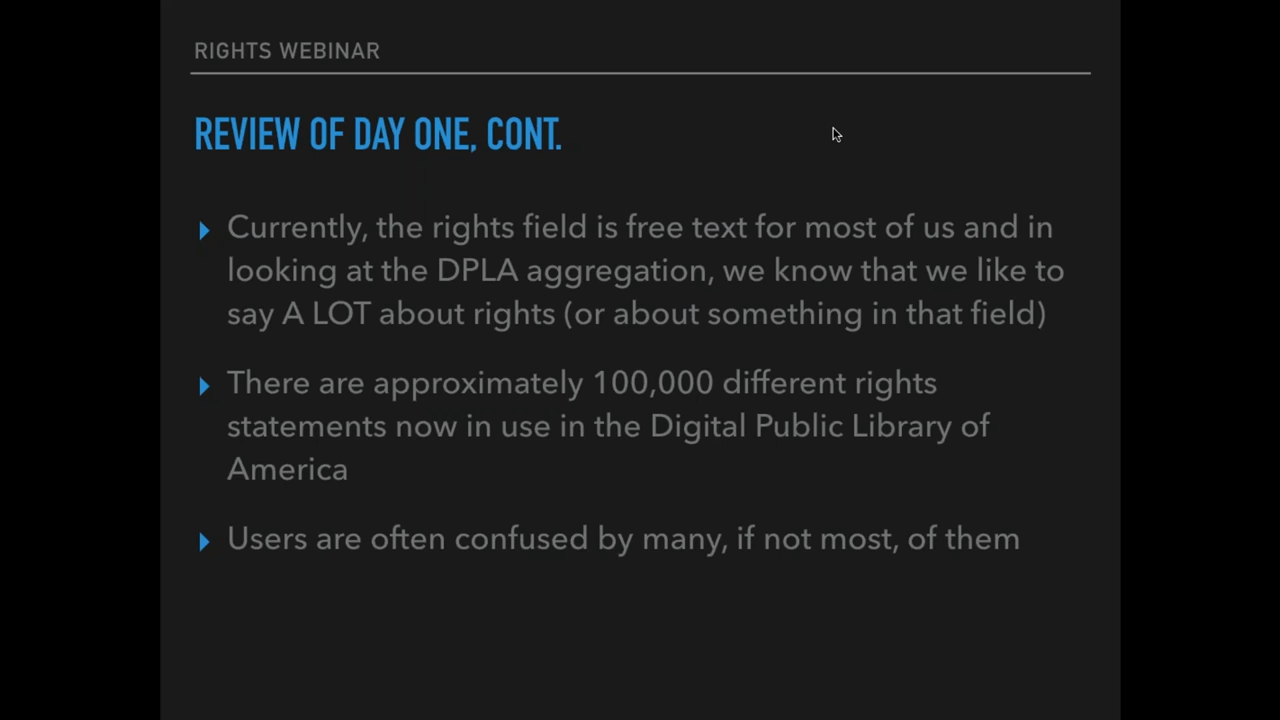 RIGHTS WEBINAR
REVIEW OF DAY ONE, CONT.
Currently, the rights field is free text for most of us and in
looking at the DPLA aggregation, we know that we like to
say A LOT about rights (or about something in that field)
There are approximately 100,000 different rights
statements now in use in the Digital Public Library of
America
Users are often confused by many, if not most, of them